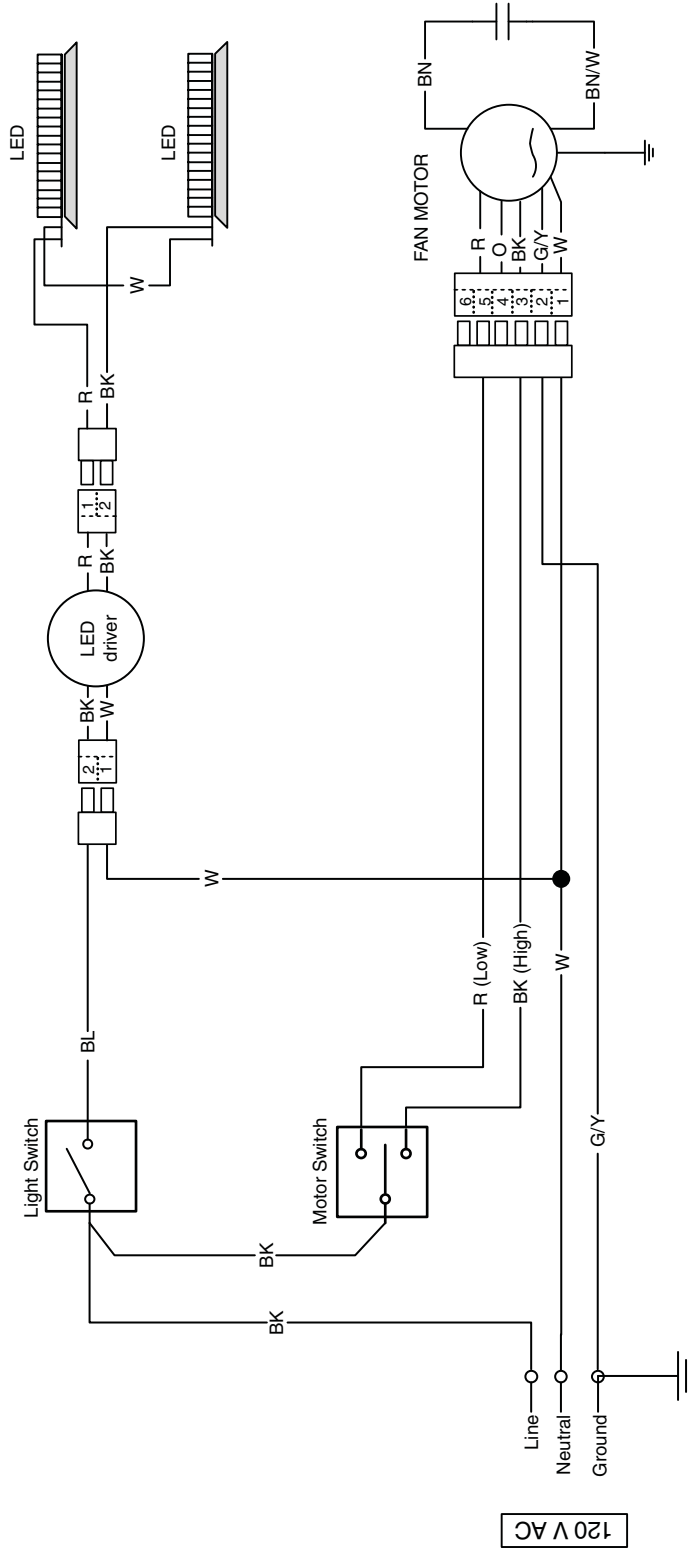 120 V AC
Line
Neutral
Ground
BK
BK
Light Switch
Motor Switch
BL
R (Low)
BK (High)
W
G/Y
W
2
1
BK
W
LED
driver
R
BK
1
2
R
BK
W
LED
LED
6
5
4
3
2
1
R
O
BK
G/Y
W
FAN MOTOR
BN
BN/W